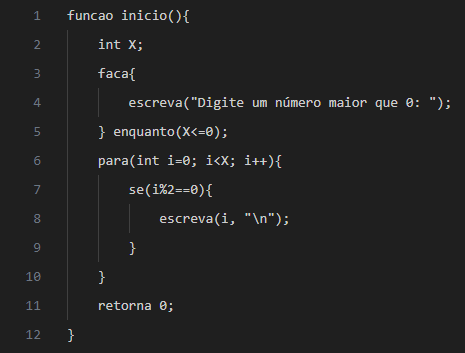 1 funcao inicio(){
2 int X;
3 faca{
4 escreva("Digite um número maior que 0: ");
5 } enquanto(X<=0);
6 para(int i=0; i<X; i++){
7 se(i%2==0){
8 escreva(i, "\n");
9 }
10 }
11 retorna 0;
12 }